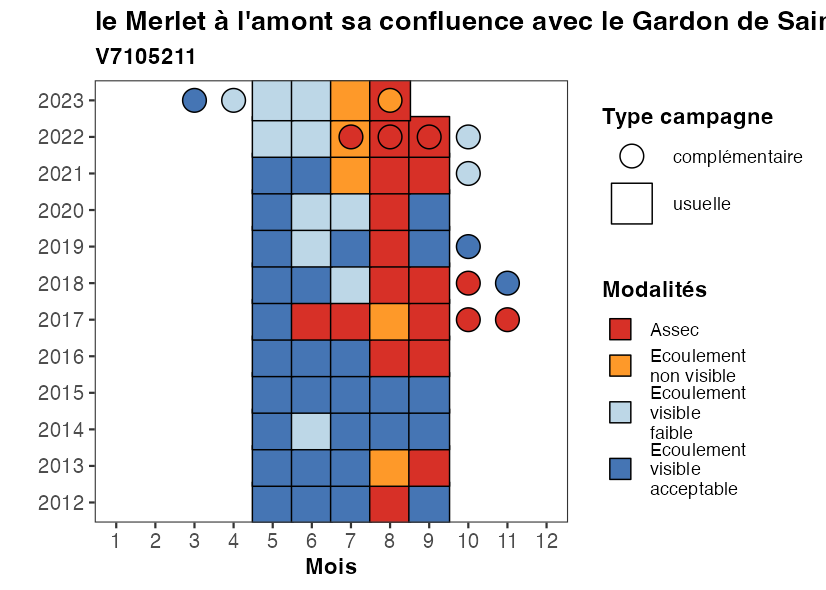 le Merlet à l'amont sa confluence avec le Gardon de Sain
V7105211
2023
2022
2021
2020
2019
2018
2017
2016
2015
2014
2013
2012
1 2 3 4 5 6 7 8 9 10 11 12
Mois
Type campagne
complémentaire
usuelle
Modalités
Assec
Ecoulement
non visible
Ecoulement
visible
faible
Ecoulement
visible
acceptable